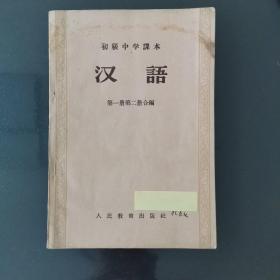 初級中学課本
汉語
第一册第二册合編
人民教育出版社